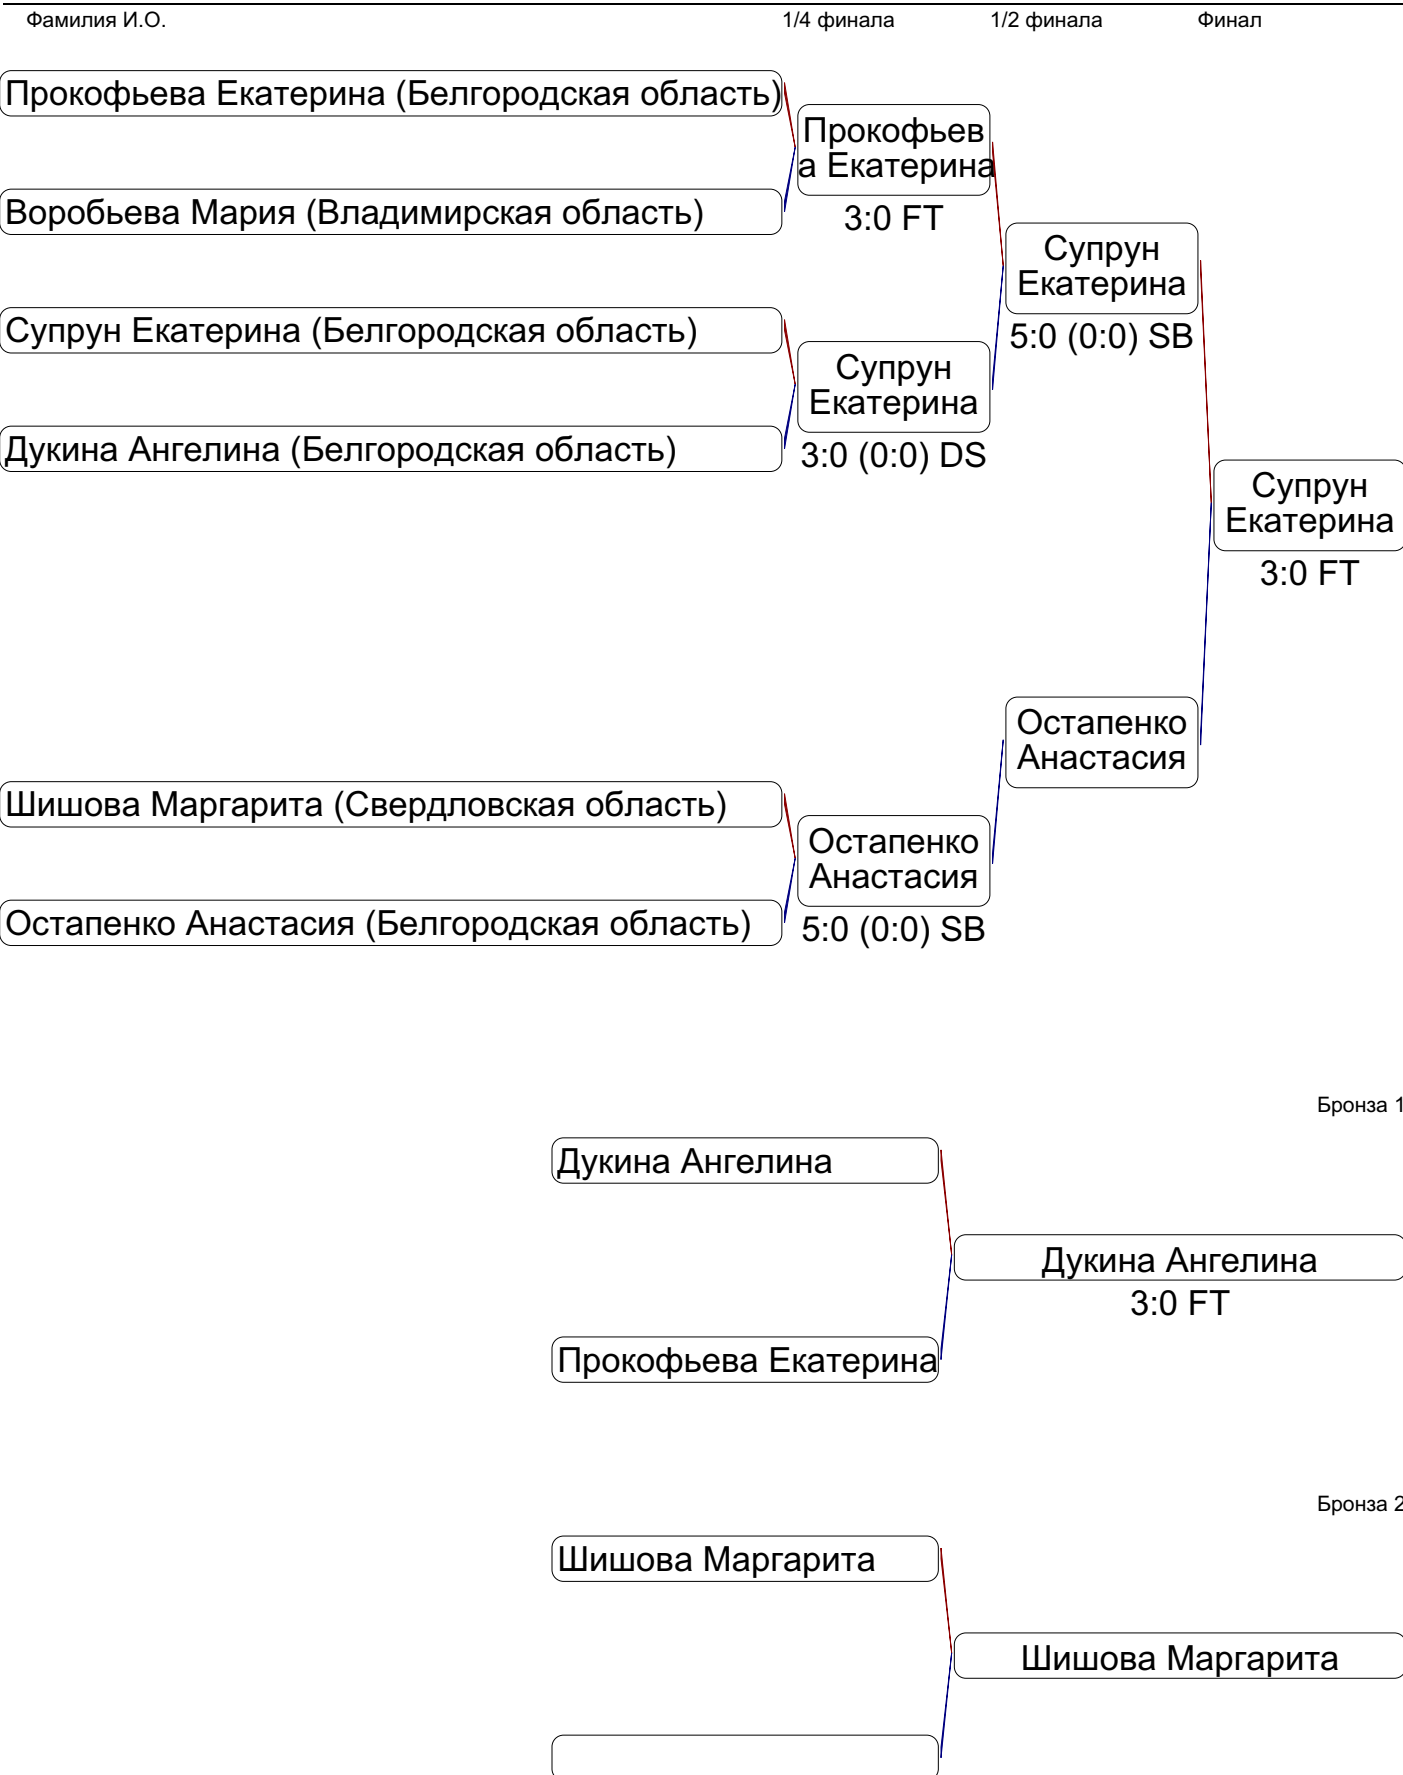 Фамилия И.О. 1/4 финала 1/2 финала Финал
Прокофьева Екатерина (Белгородская область)
Прокофьев
а Екатерина
3:0 FT
Воробьева Мария (Владимирская область)
Супрун
Екатерина
5:0 (0:0) SB
Супрун Екатерина (Белгородская область)
Супрун
Екатерина
3:0 (0:0) DS
Дукина Ангелина (Белгородская область)
Супрун
Екатерина
3:0 FT
Остапенко
Анастасия
Шишова Маргарита (Свердловская область)
Остапенко
Анастасия
5:0 (0:0) SB
Остапенко Анастасия (Белгородская область)
Бронза 1
Дукина Ангелина
Дукина Ангелина
3:0 FT
Прокофьева Екатерина
Бронза 2
Шишова Маргарита
Шишова Маргарита